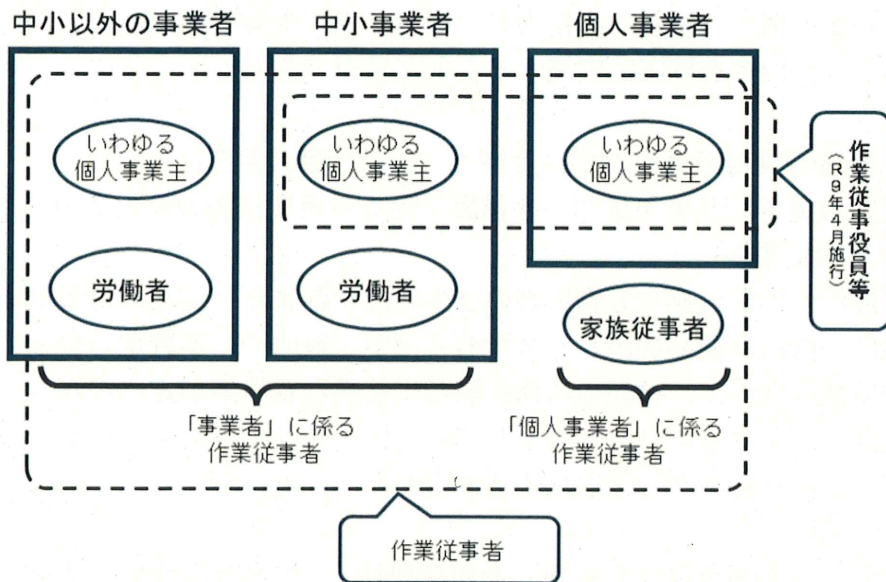 中小以外の事業者
中小事業者
個人事業者
いわゆる
個人事業主
いわゆる
個人事業主
いわゆる
個人事業主
労働者
労働者
家族従事者
作業従事役員等
（R9年4月施行）
「事業者」に係る
作業従事者
「個人事業者」に係る
作業従事者
作業従事者